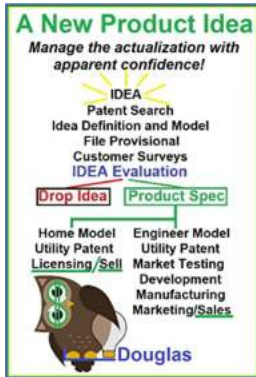 A New Product Idea
Manage the actualization with
apparent confidence!
IDEA
Patent Search
Idea Definition and Model
File Provisional
Customer Surveys
IDEA Evaluation
Drop Idea
Product Spec
Home Model
Utility Patent
Licensing/Sell
Engineer Model
Utility Patent
Market Testing
Development
Manufacturing
Marketing/Sales
Douglas